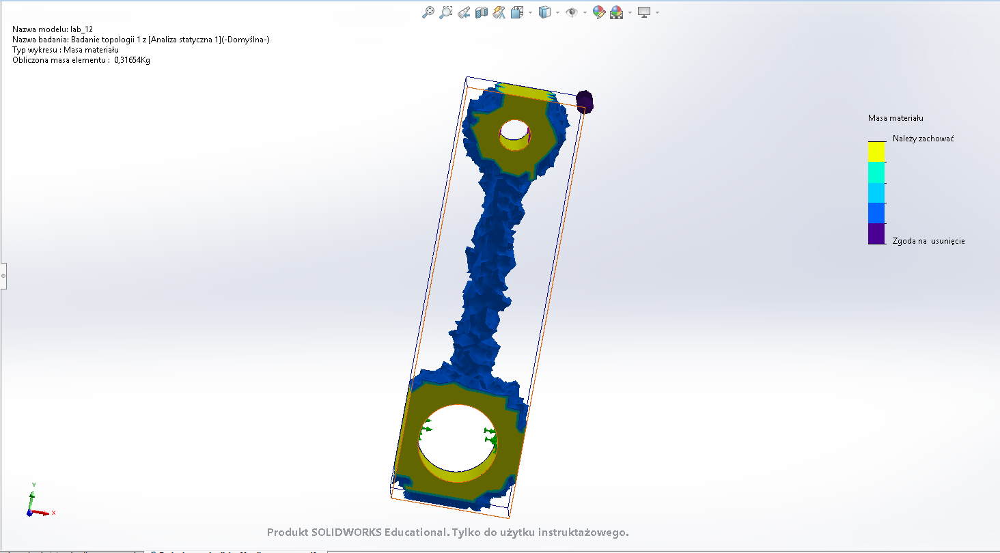 Nazwa modelu: lab_12
Nazwa badania: Badanie topologii 1 z [Analiza statyczna 1](-Domyślna-)
Typ wykresu : Masa materiału
Obliczona masa elementu : 0,31654Kg
Masa materiału
Należy zachować
Zgoda na usunięcie
Y
X
Produkt SOLIDWORKS Educational. Tylko do użytku instruktażowego.